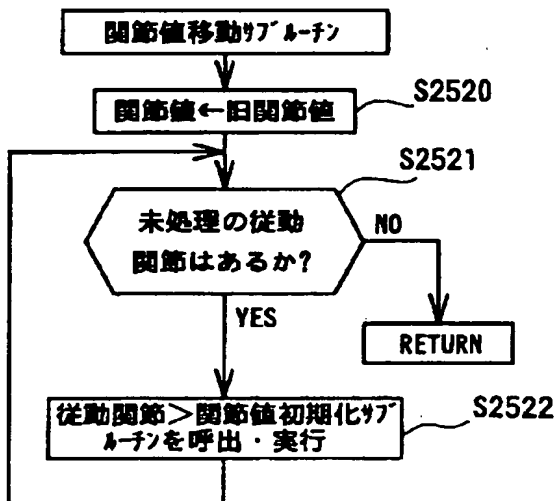 関節値移動ｻﾌﾞﾙｰﾁﾝ
関節値←旧関節値
S2520
S2521
未処理の従動
関節はあるか?
NO
YES
RETURN
従動関節＞関節値初期化ｻﾌﾞ
ﾙｰﾁﾝを呼出・実行
S2522